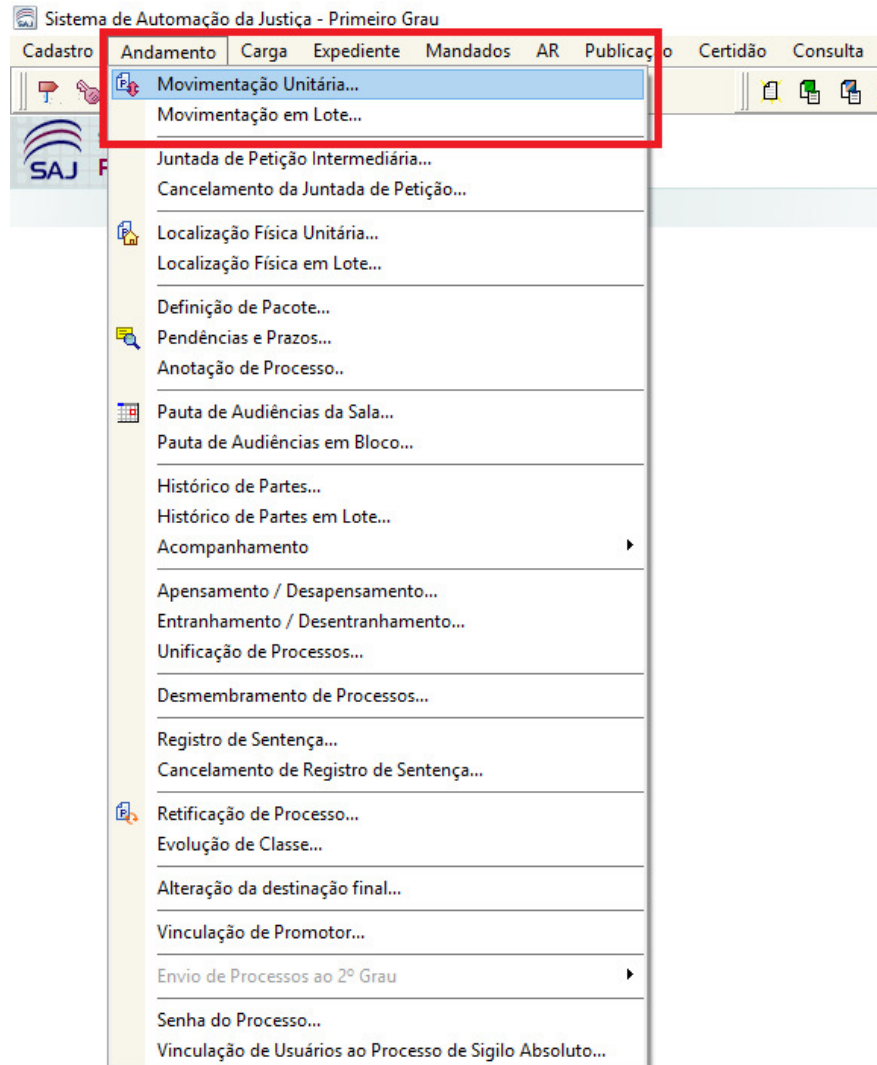 Sistema de Automação da Justiça - Primeiro Grau
Cadastro Andamento Carga Expediente Mandados AR Publicação Certidão Consulta
Movimentação Unitária...
Movimentação em Lote...
SAJ
Juntada de Petição Intermediária...
Cancelamento da Juntada de Petição...
Localização Física Unitária...
Localização Física em Lote...
Definição de Pacote...
Pendências e Prazos...
Anotação de Processo..
Pauta de Audiências da Sala...
Pauta de Audiências em Bloco...
Histórico de Partes...
Histórico de Partes em Lote...
Acompanhamento
Apensamento / Desapensamento...
Entranhamento / Desentranhamento...
Unificação de Processos...
Desmembramento de Processos...
Registro de Sentença...
Cancelamento de Registro de Sentença...
Retificação de Processo...
Evolução de Classe...
Alteração da destinação final...
Vinculação de Promotor...
Envio de Processos ao 2º Grau
Senha do Processo...
Vinculação de Usuários ao Processo de Sigilo Absoluto...